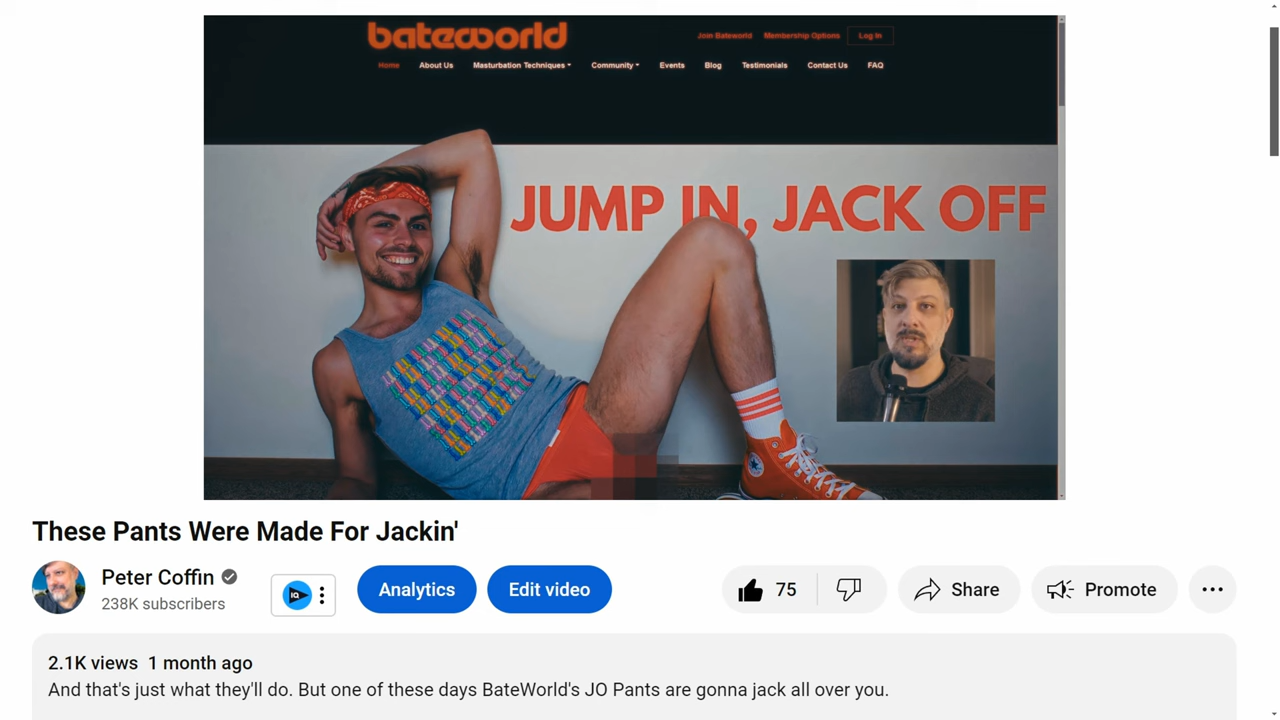 bateworld
Join Bateworld Membership Options Log In
Home About Us Masturbation Techniques Community Events Blog Testimonials Contact Us FAQ
JUMP IN, JACK OFF
These Pants Were Made For Jackin'
Peter Coffin
238K subscribers
IQ
Analytics Edit video 75 Share Promote
2.1K views 1 month ago
And that's just what they'll do. But one of these days BateWorld's JO Pants are gonna jack all over you.